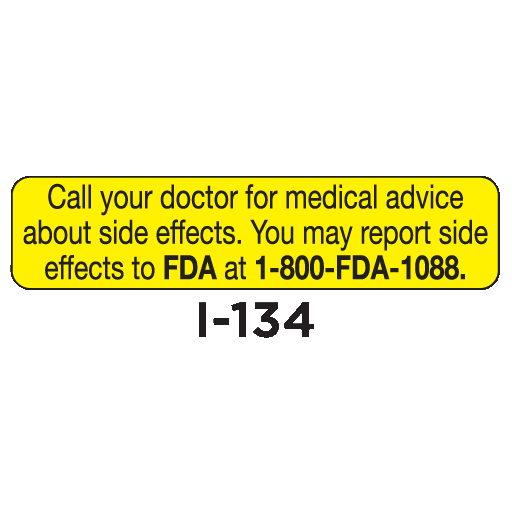 Call your doctor for medical advice
about side effects. You may report side
effects to FDA at 1-800-FDA-1088.
I-134